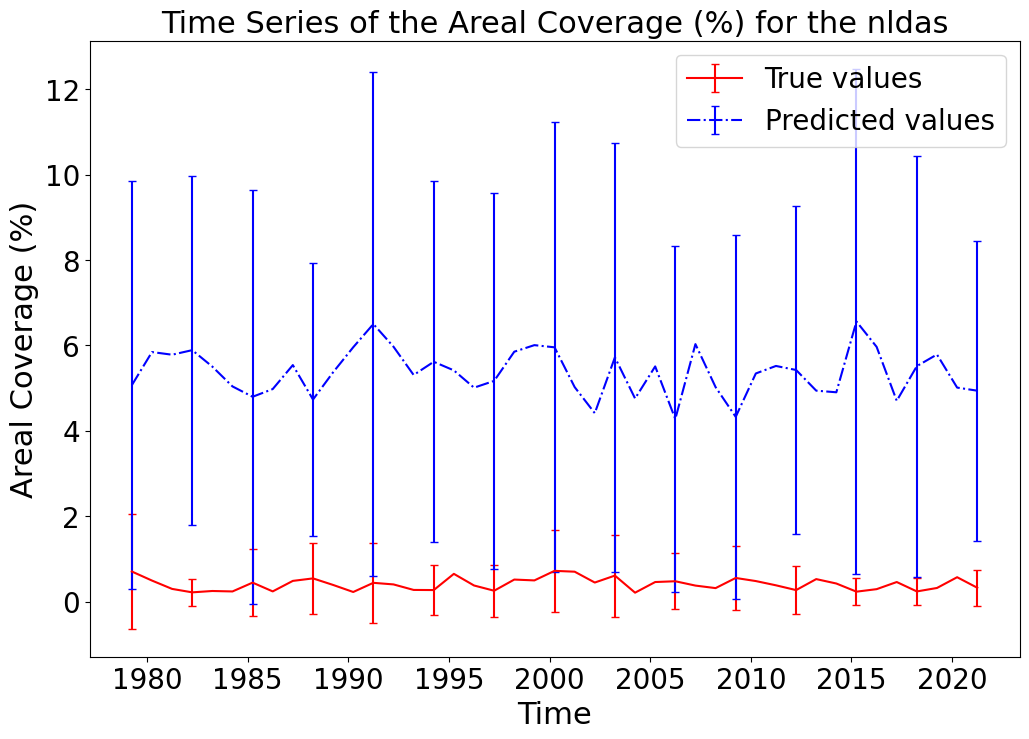 Time Series of the Areal Coverage (%) for the nldas
True values
Predicted values
Areal Coverage (%)
12
10
8
6
4
2
0
1980 1985 1990 1995 2000 2005 2010 2015 2020
Time